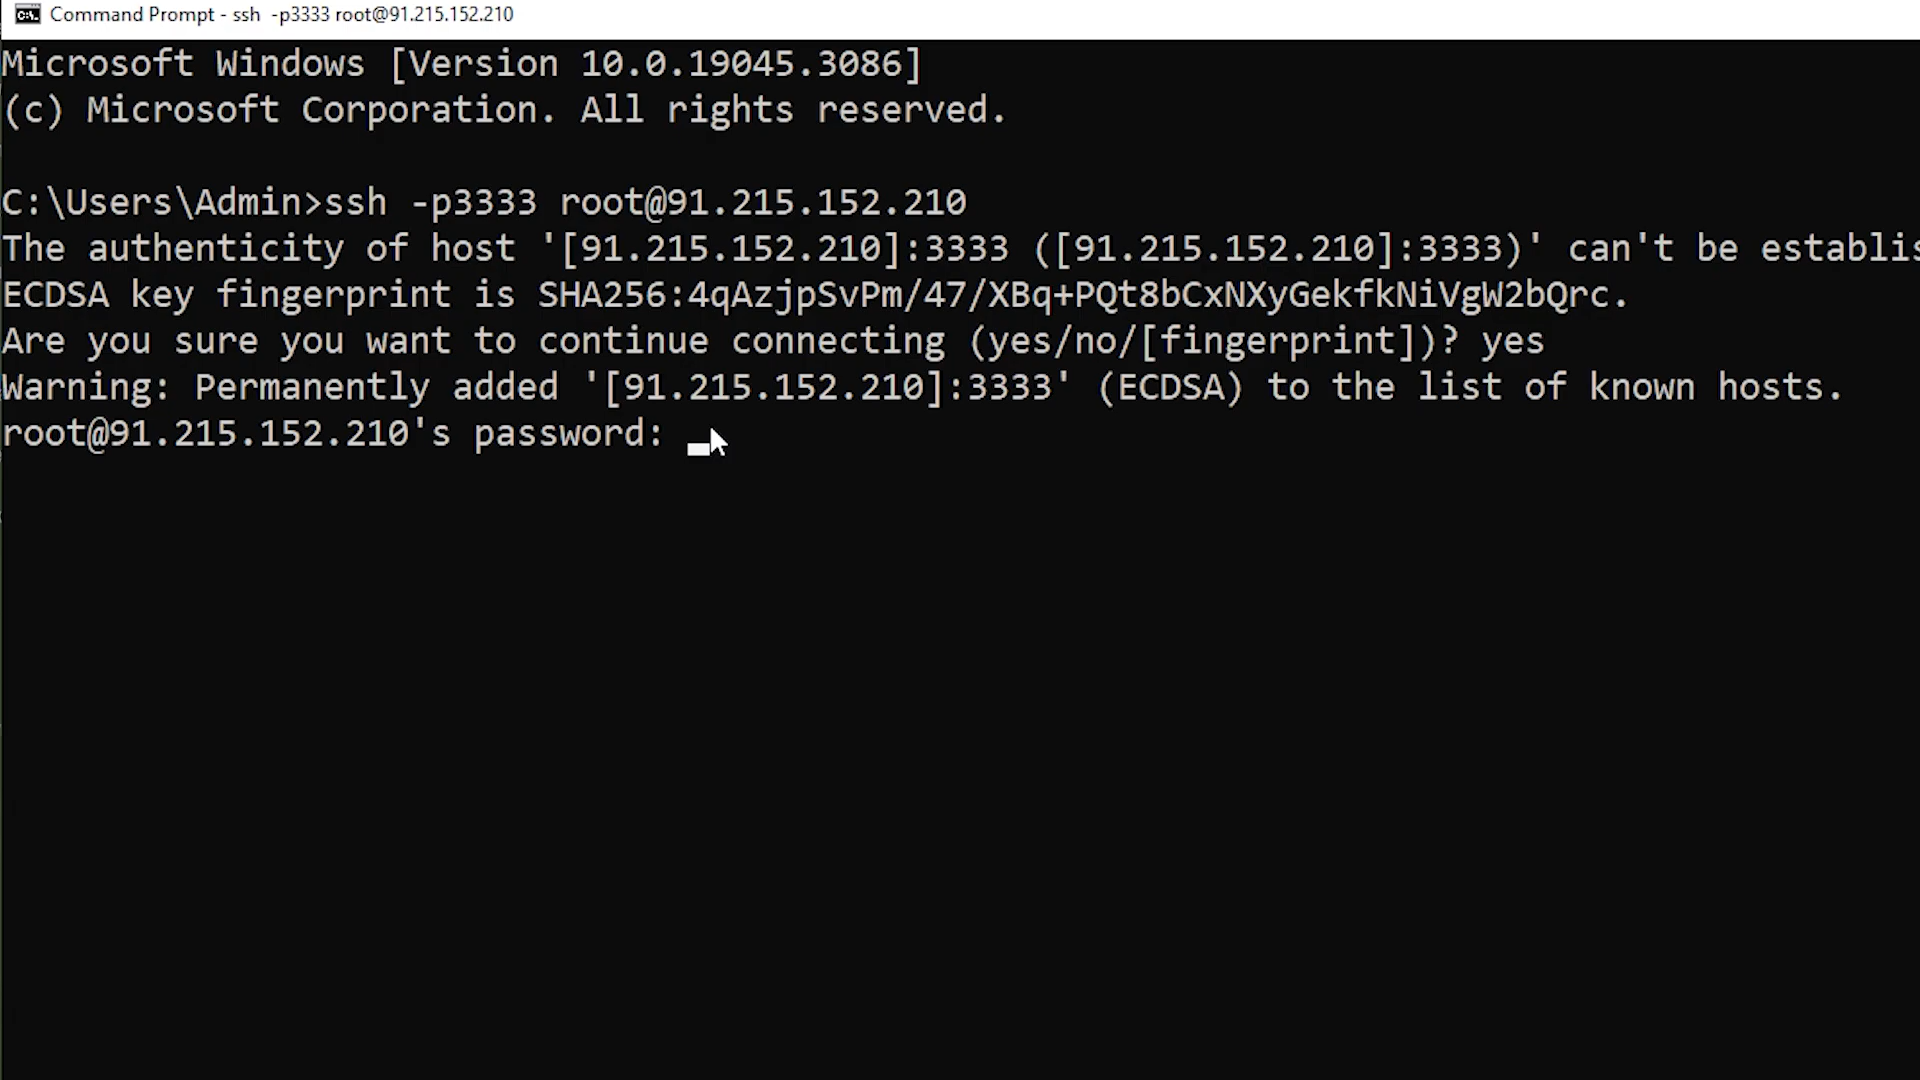 Command Prompt - ssh -p3333 root@91.215.152.210
Microsoft Windows [Version 10.0.19045.3086]
(c) Microsoft Corporation. All rights reserved.
C:\Users\Admin>ssh -p3333 root@91.215.152.210
The authenticity of host '[91.215.152.210]:3333 ([91.215.152.210]:3333)' can't be establis
ECDSA key fingerprint is SHA256:4qAzjpSvPm/47/XBq+PQt8bCxNXyGekfkNiVgW2bQrc.
Are you sure you want to continue connecting (yes/no/[fingerprint])? yes
Warning: Permanently added '[91.215.152.210]:3333' (ECDSA) to the list of known hosts.
root@91.215.152.210's password: